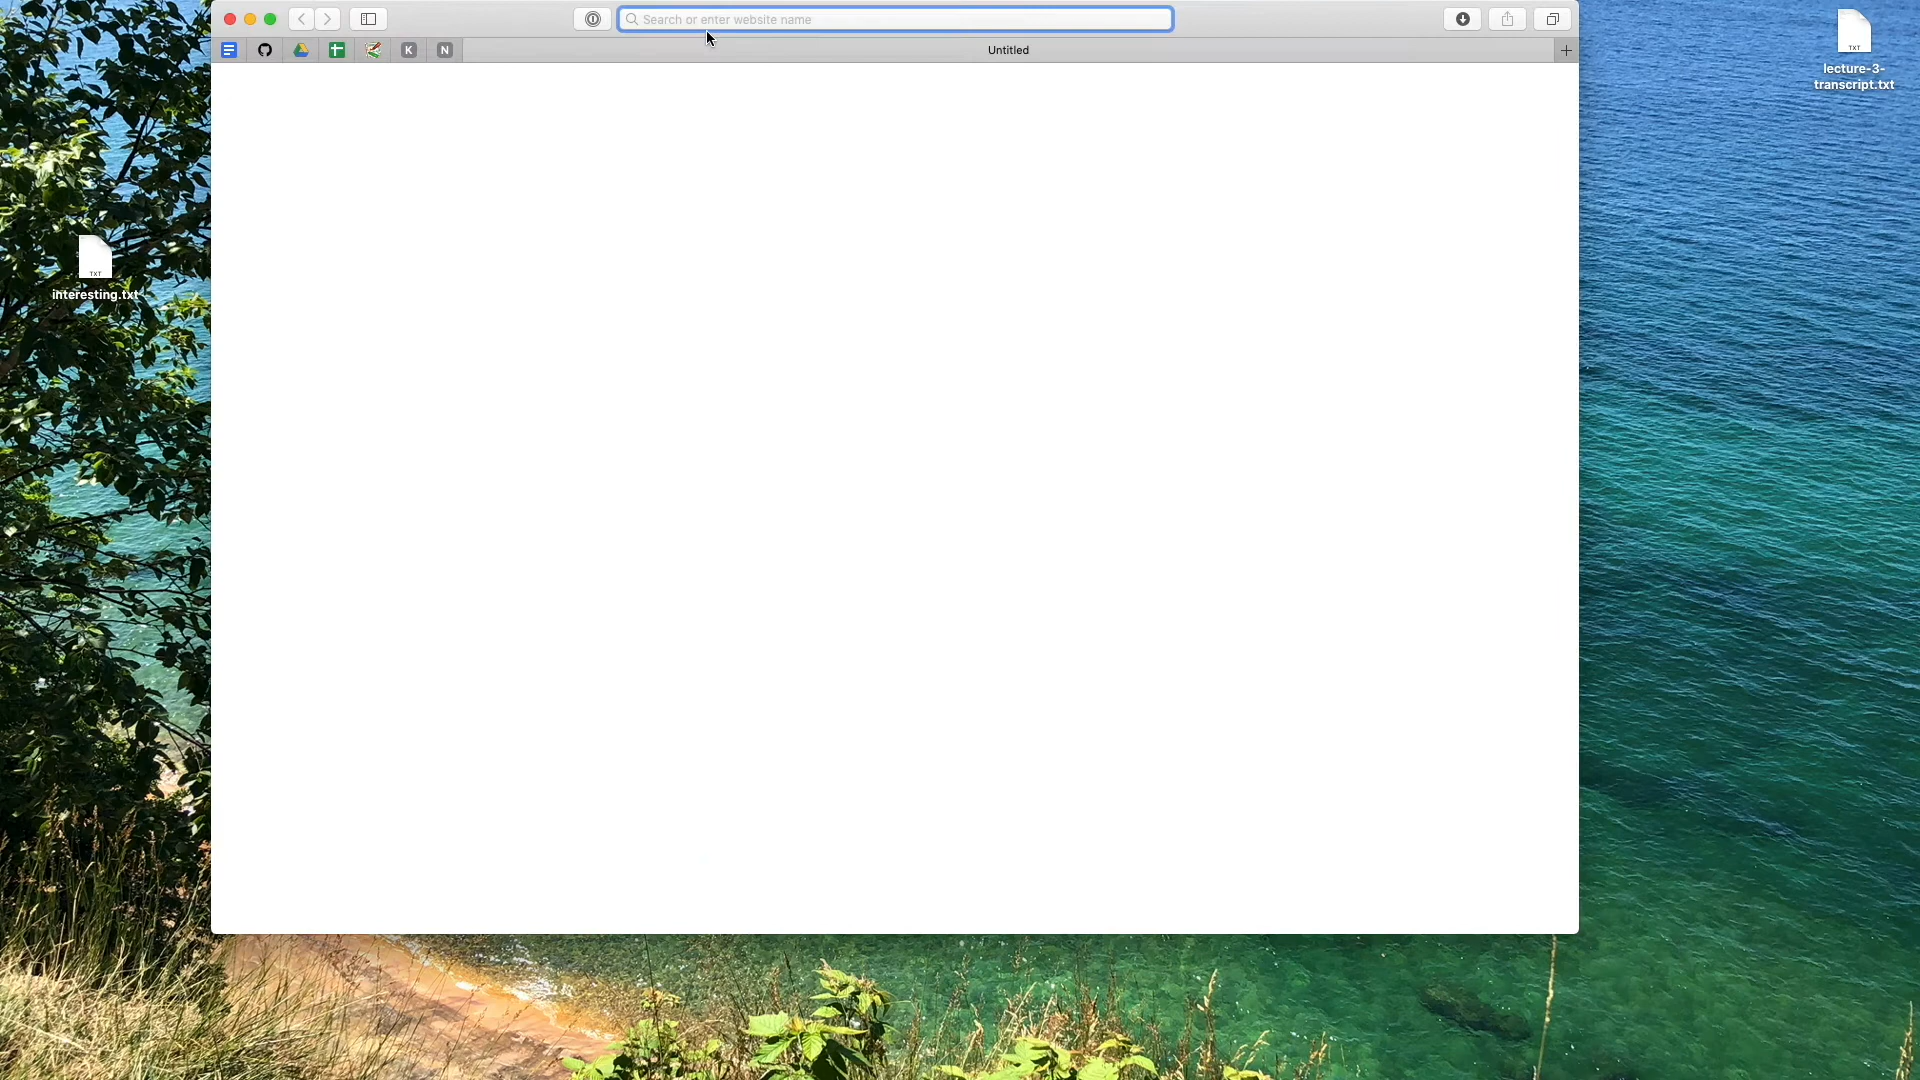 Search or enter website name
K
N
Untitled
TXT
lecture-3-
transcript.txt
TXT
interesting.txt